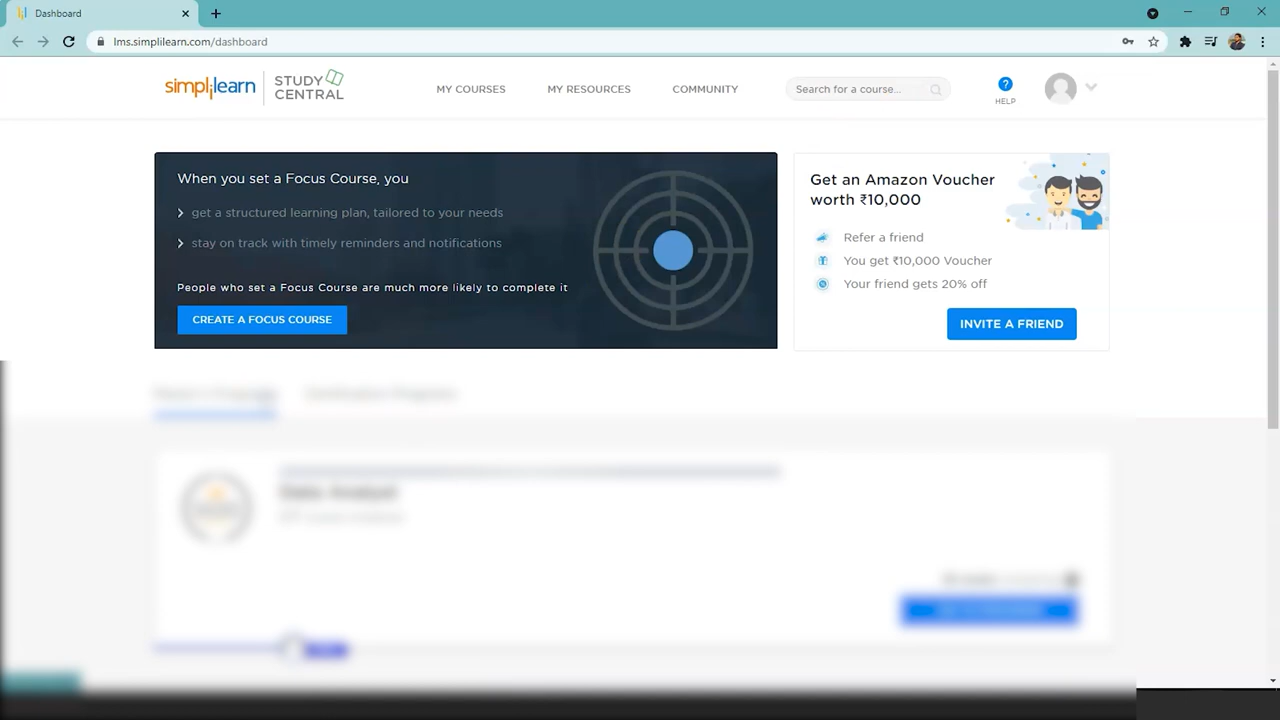 Dashboard
lms.simplilearn.com/dashboard
simplilearn
STUDY
CENTRAL
MY COURSES
MY RESOURCES
COMMUNITY
Search for a course...
?
HELP
When you set a Focus Course, you
get a structured learning plan, tailored to your needs
stay on track with timely reminders and notifications
People who set a Focus Course are much more likely to complete it
CREATE A FOCUS COURSE
Get an Amazon Voucher
worth ₹10,000
Refer a friend
You get ₹10,000 Voucher
Your friend gets 20% off
INVITE A FRIEND
Data Analyst